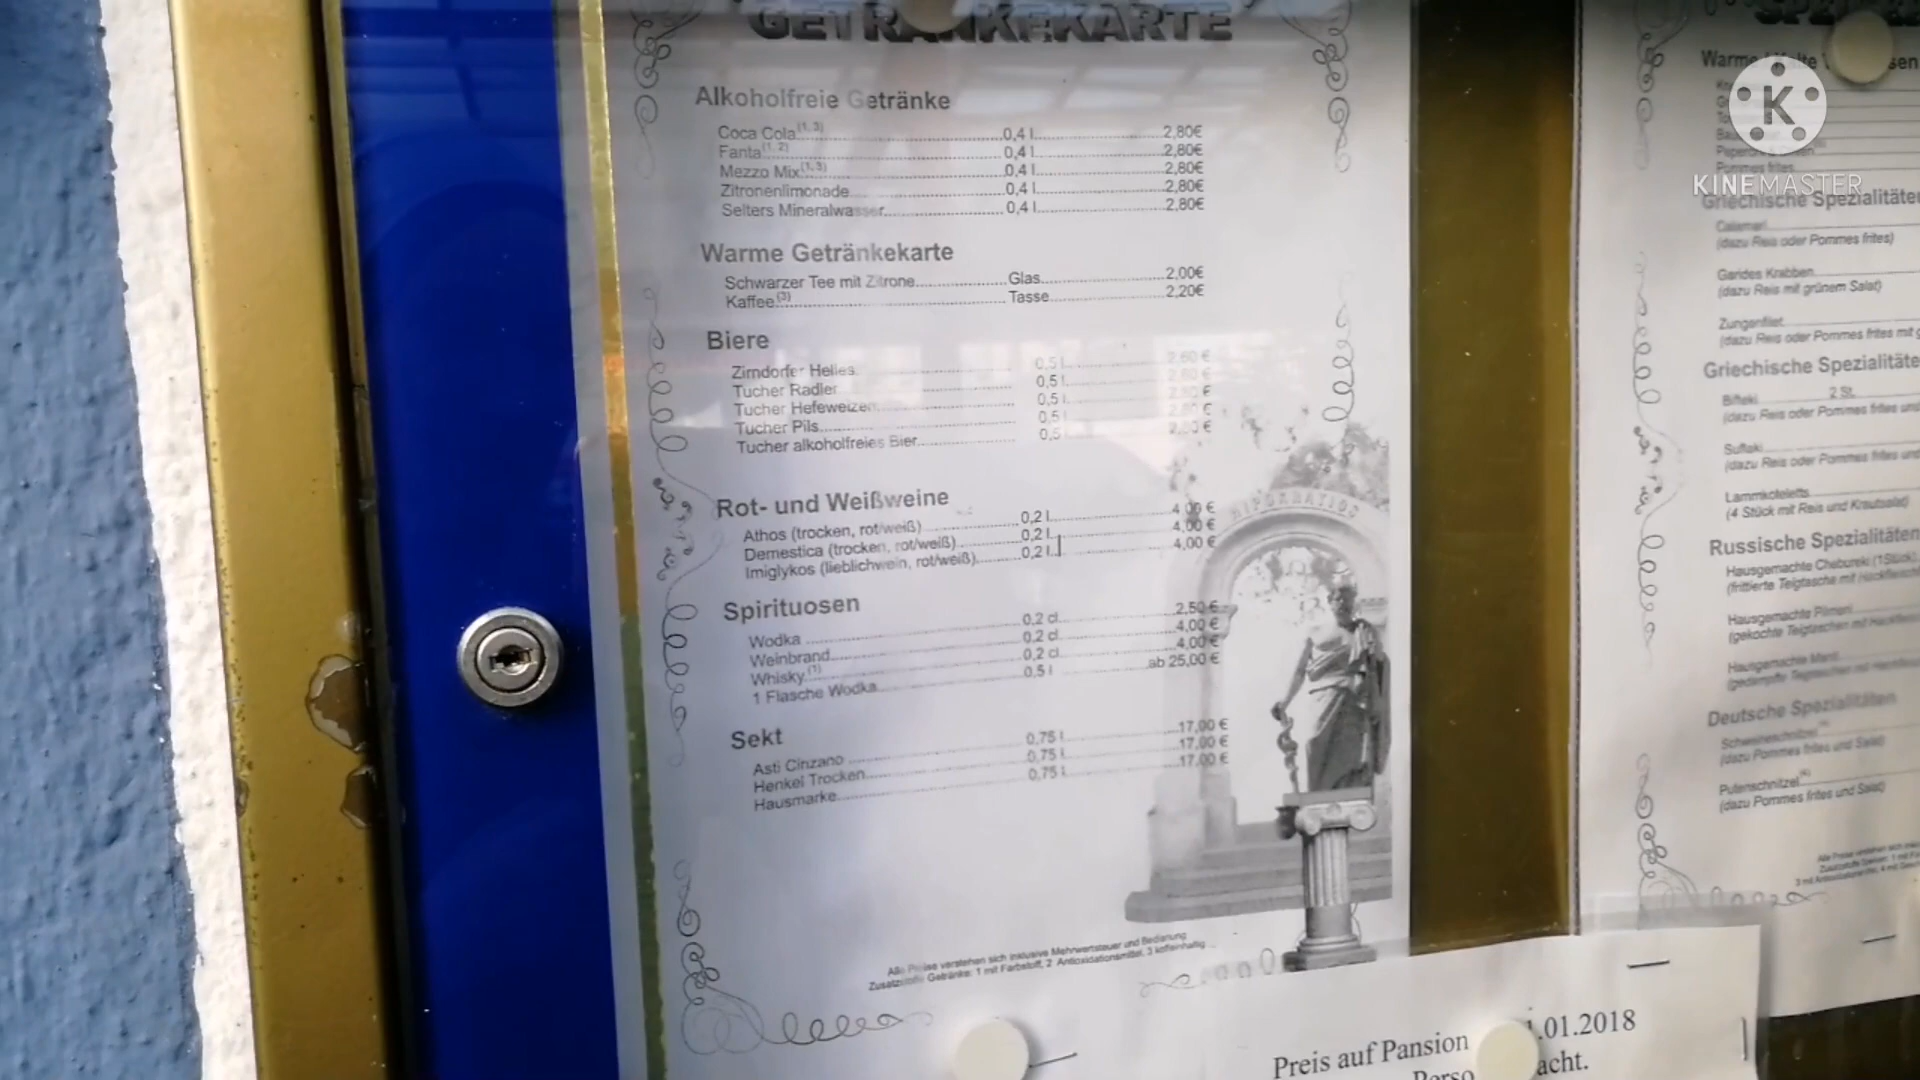 GETRÄNKEKARTE
Alkoholfreie Getränke
Coca Cola(1, 3) 0,4 l 2,80€
Fanta(1, 2) 0,4 l 2,80€
Mezzo Mix(1, 3) 0,4 l 2,80€
Zitronenlimonade 0,4 l 2,80€
Selters Mineralwasser 0,4 l 2,80€
Warme Getränkekarte
Schwarzer Tee mit Zitrone Glas 2,00€
Kaffee(3) Tasse 2,20€
Biere
Zirndorfer Helles 0,5 l 2,60 €
Tucher Radler 0,5 l €
Tucher Hefeweizen 0,5 l €
Tucher Pils 0,5 l €
Tucher alkoholfreies Bier 0,5 l €
Rot- und Weißweine
Athos (trocken, rot/weiß) 0,2 l 4,00 €
Demestica (trocken, rot/weiß) 0,2 l 4,00 €
Imiglykos (lieblichwein, rot/weiß) 0,2 l 4,00 €
Spirituosen
Wodka 0,2 cl 2,50 €
Weinbrand 0,2 cl 4,00 €
Whisky(1) 0,2 cl 4,00 €
1 Flasche Wodka 0,5 l ab 25,00 €
Sekt
Asti Cinzano 0,75 l 17,00 €
Henkel Trocken 0,75 l 17,00 €
Hausmarke 0,75 l 17,00 €
Alle Preise verstehen sich inklusive Mehrwertsteuer und Bedienung
Zusatzstoffe Getränke: 1 mit Farbstoff, 2 Antioxidationsmittel, 3 koffeinhaltig
HIPOKRATIOS
KINEMASTER
Warme
Pommes frites
Griechische Spezialitäten
Calamari
(dazu Reis oder Pommes frites)
Garides Krabben
(dazu Reis mit grünem Salat)
Zungenfilet
(dazu Reis oder Pommes frites mit
Griechische Spezialitäte
Bifteki 2 St.
(dazu Reis oder Pommes frites und
(dazu Reis oder Pommes frites und
Lammkoteletts
(4 Stück mit Reis und Krautsalat)
Russische Spezialitäten
Hausgemachte Chebureki (1Stück)
(frittierte Teigtasche mit
Hausgemachte Pilmeni
(gekochte Teigtaschen mit
Hausgemachte Manti
Deutsche Spezialitäten
Schweineschnitzel
(dazu Pommes frites und Salat)
Putenschnitzel
(dazu Pommes frites und Salat)
Preis auf Pansion .01.2018
acht.